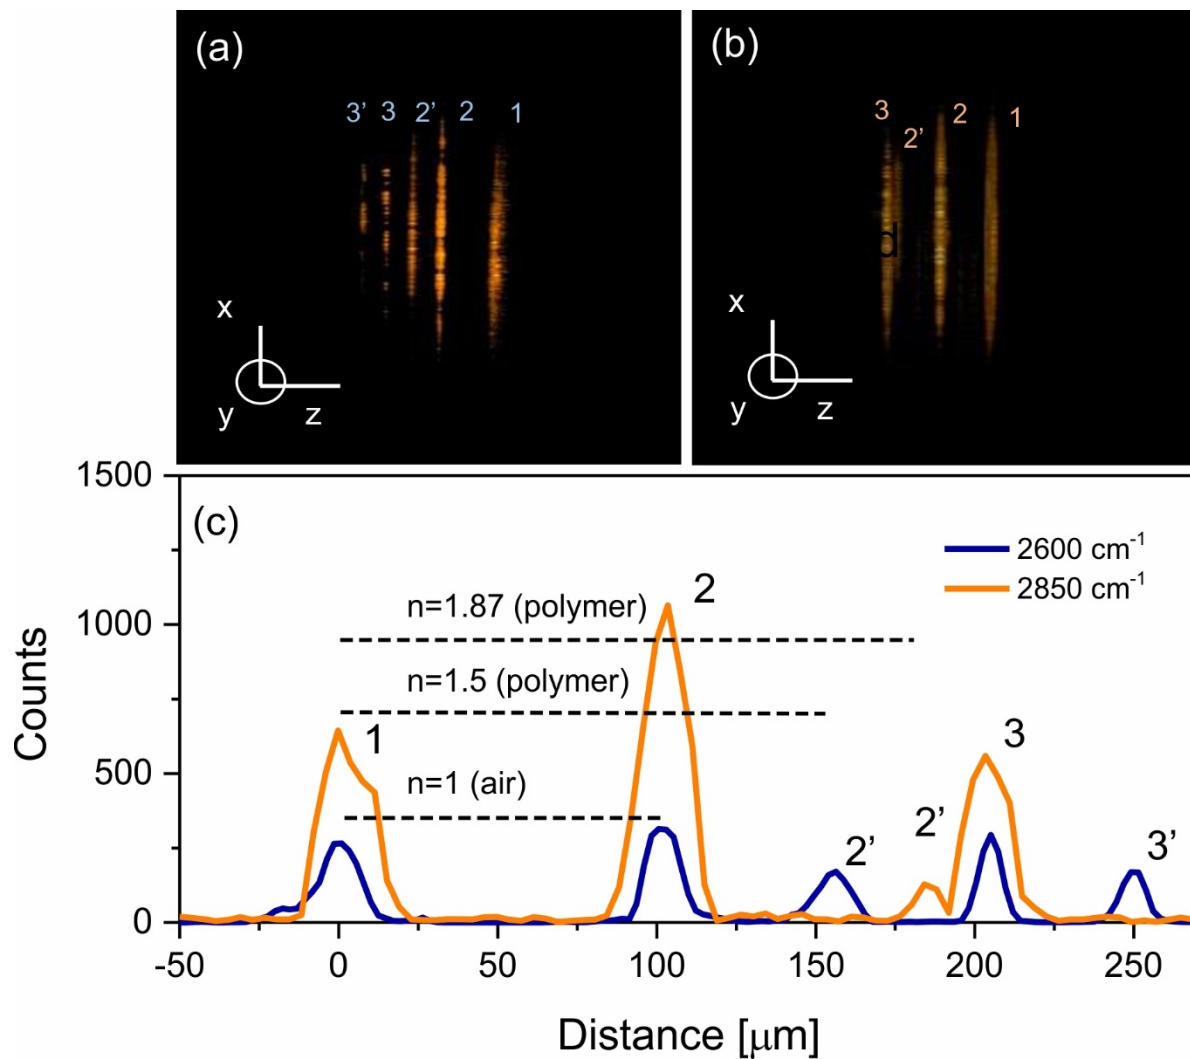 (a)
3’ 3 2’ 2 1
x
y z
(b)
3 2’ 2 1
d
x
y z
(c)
2600 cm-1
2850 cm-1
1500
1000
500
0
Counts
n=1.87 (polymer)
n=1.5 (polymer)
n=1 (air)
1
2
2’
2’
3
3’
-50 0 50 100 150 200 250
Distance [μm]